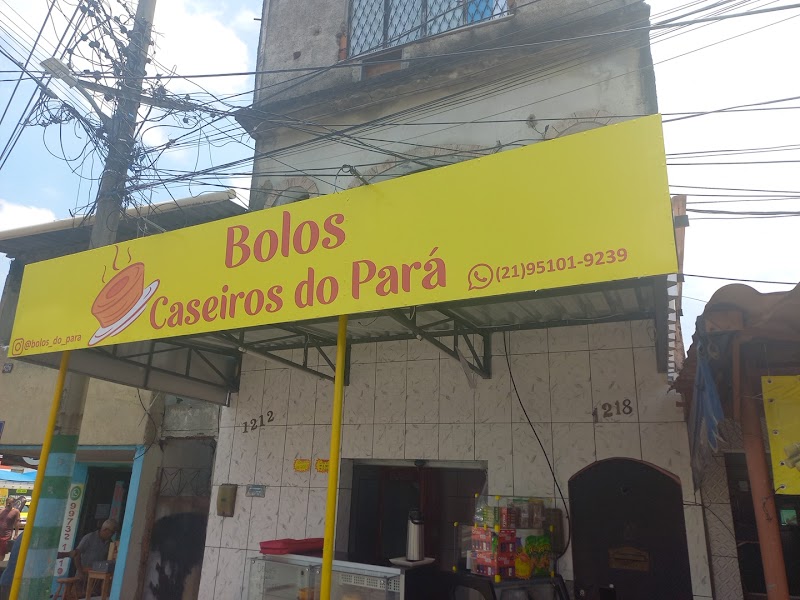 Bolos
Caseiros do Pará
(21)95101-9239
@bolos_do_para
1212
1218